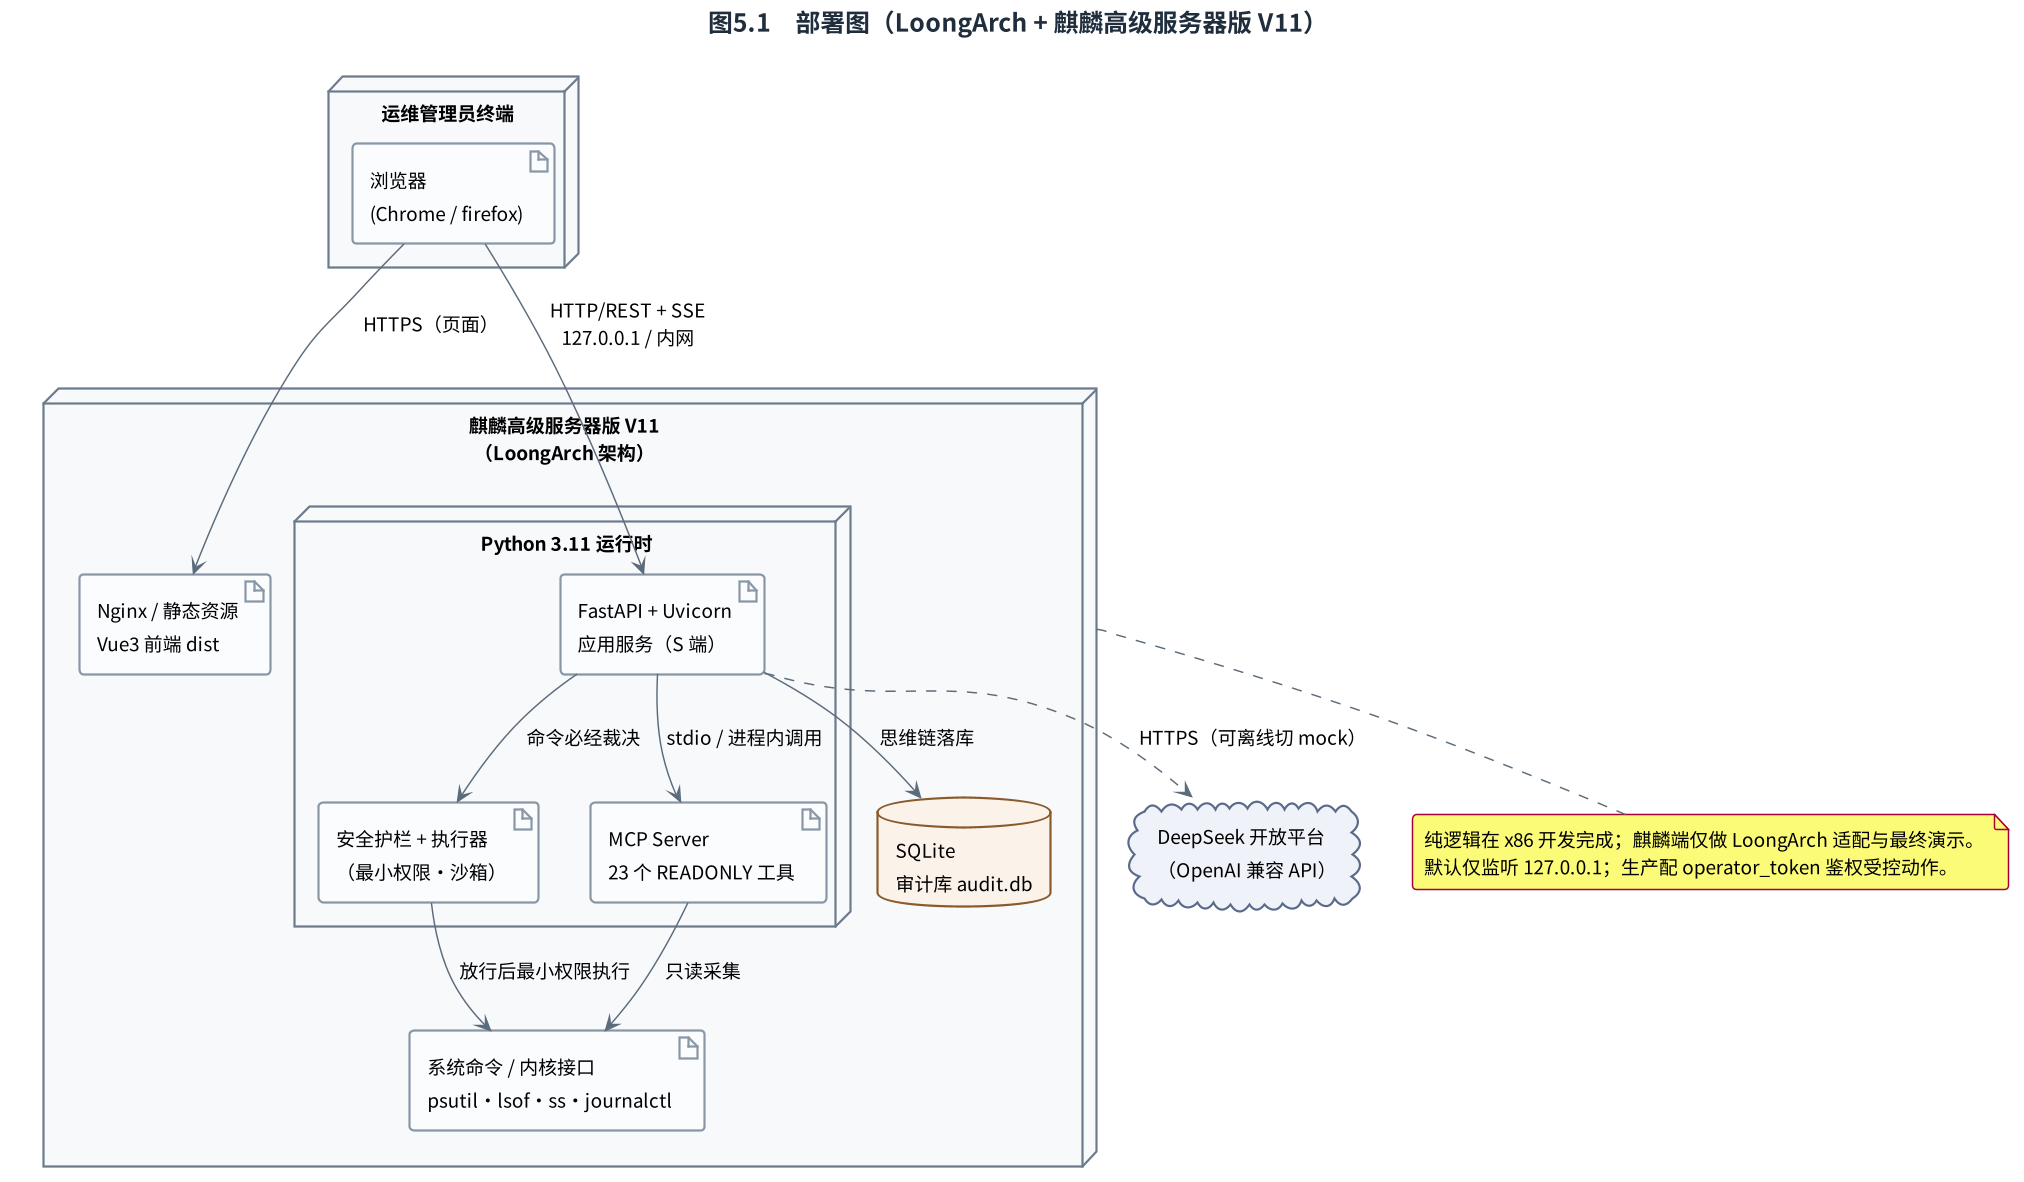 图5.1　部署图（LoongArch + 麒麟高级服务器版 V11）
运维管理员终端
浏览器
(Chrome / firefox)
HTTPS（页面）
HTTP/REST + SSE
127.0.0.1 / 内网
麒麟高级服务器版 V11
（LoongArch 架构）
Python 3.11 运行时
Nginx / 静态资源
Vue3 前端 dist
FastAPI + Uvicorn
应用服务（S 端）
命令必经裁决
stdio / 进程内调用
思维链落库
HTTPS（可离线切 mock）
安全护栏 + 执行器
（最小权限・沙箱）
MCP Server
23 个 READONLY 工具
SQLite
审计库 audit.db
DeepSeek 开放平台
（OpenAI 兼容 API）
纯逻辑在 x86 开发完成；麒麟端仅做 LoongArch 适配与最终演示。
默认仅监听 127.0.0.1；生产配 operator_token 鉴权受控动作。
放行后最小权限执行
只读采集
系统命令 / 内核接口
psutil・lsof・ss・journalctl